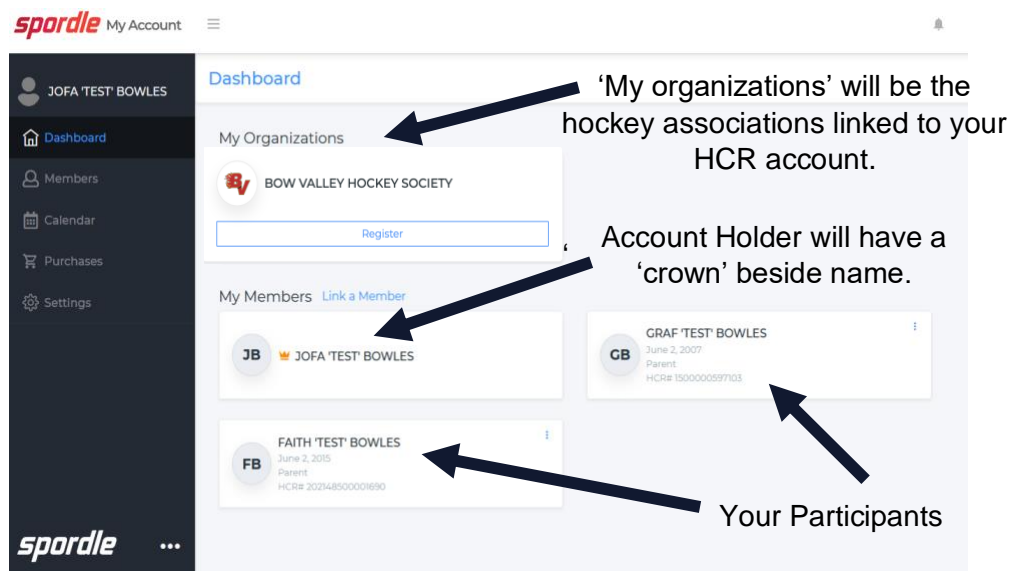 spordle My Account
JOFA 'TEST' BOWLES
Dashboard
Members
Calendar
Purchases
Settings
spordle
Dashboard
My Organizations
BOW VALLEY HOCKEY SOCIETY
Register
My Members Link a Member
JB JOFA 'TEST' BOWLES
GB
GRAF 'TEST' BOWLES
June 2, 2007
Parent
HCR# 1500000597103
FB
FAITH 'TEST' BOWLES
June 2, 2015
Parent
HCR# 202148500001690
‘My organizations’ will be the
hockey associations linked to your
HCR account.
‘
Account Holder will have a
‘crown’ beside name.
Your Participants